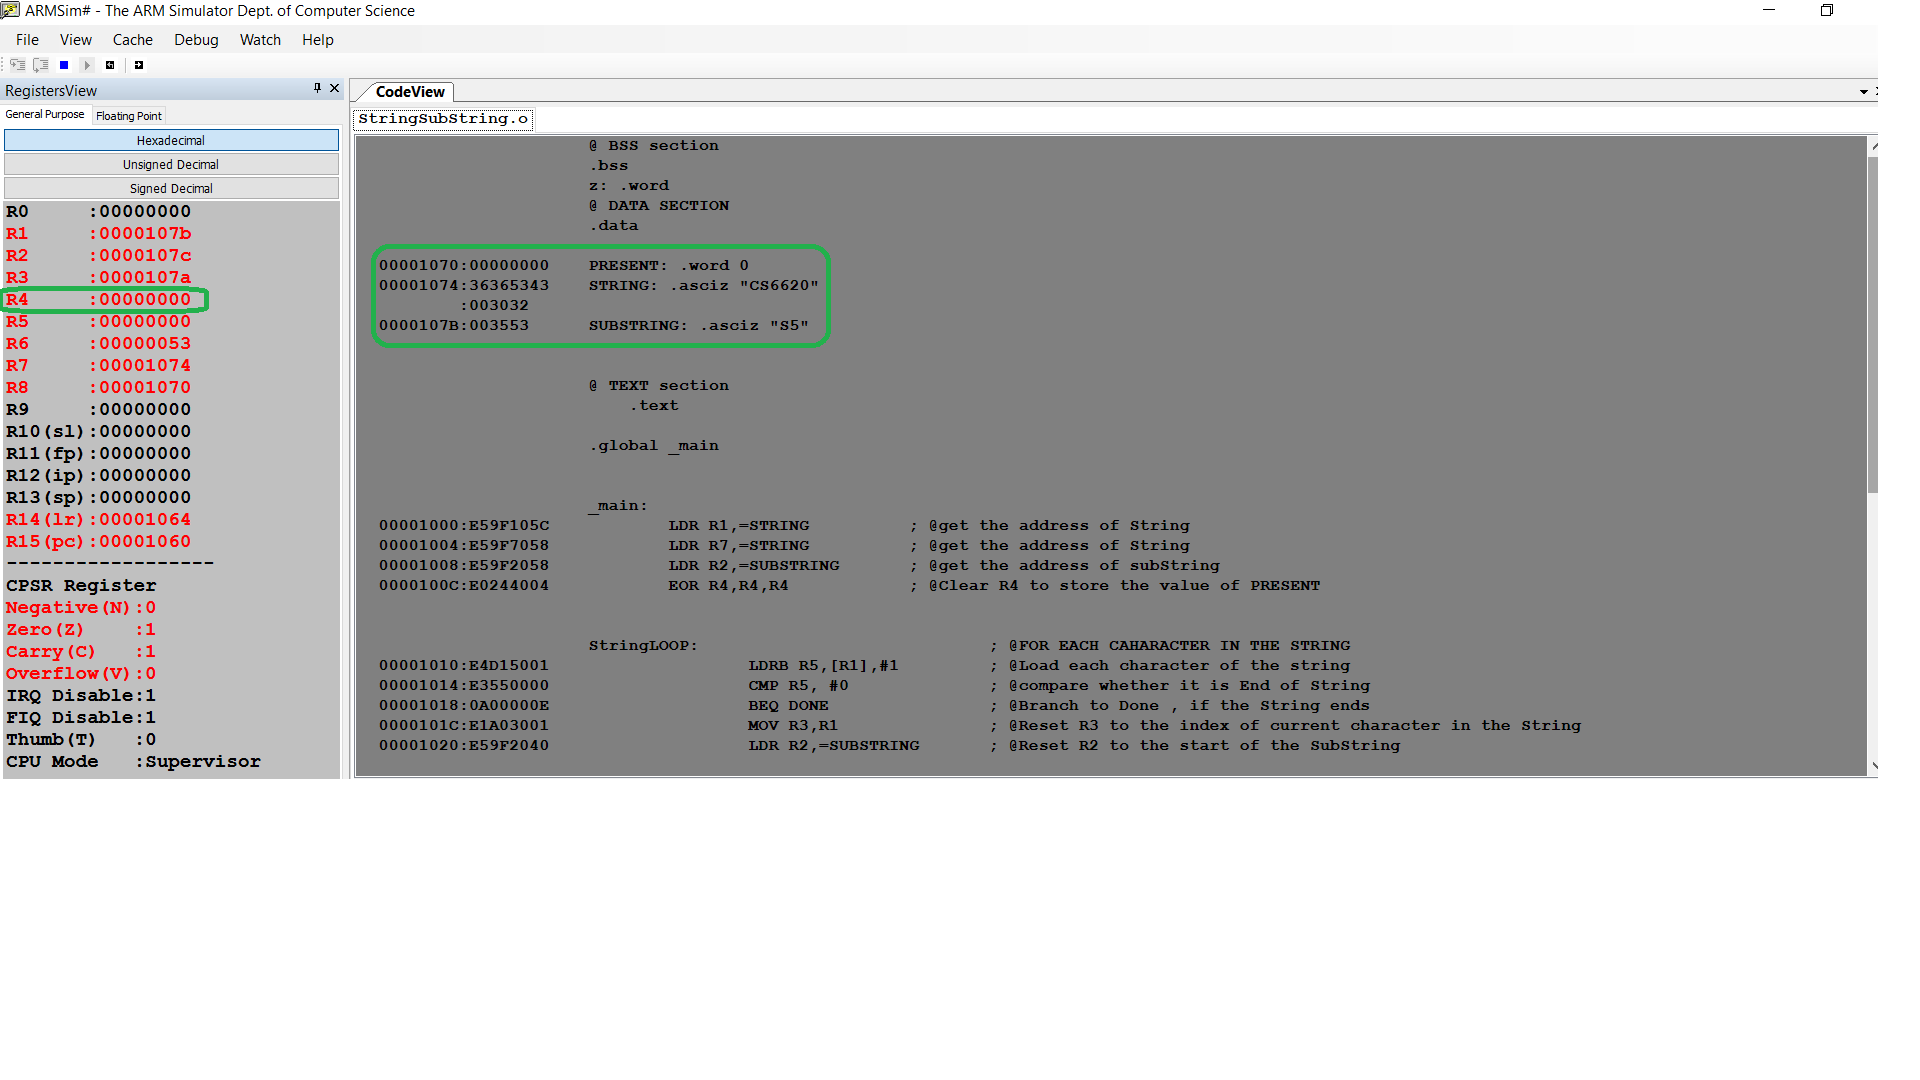 ARMSim# - The ARM Simulator Dept. of Computer Science
File View Cache Debug Watch Help
RegistersView
General Purpose Floating Point
Hexadecimal
Unsigned Decimal
Signed Decimal
R0 :00000000
R1 :0000107b
R2 :0000107c
R3 :0000107a
R4 :00000000
R5 :00000000
R6 :00000053
R7 :00001074
R8 :00001070
R9 :00000000
R10(sl):00000000
R11(fp):00000000
R12(ip):00000000
R13(sp):00000000
R14(lr):00001064
R15(pc):00001060
------------------
CPSR Register
Negative(N):0
Zero(Z) :1
Carry(C) :1
Overflow(V):0
IRQ Disable:1
FIQ Disable:1
Thumb(T) :0
CPU Mode :Supervisor
CodeView
StringSubString.o
@ BSS section
.bss
z: .word
@ DATA SECTION
.data
00001070:00000000 PRESENT: .word 0
00001074:36365343 STRING: .asciz "CS6620"
:003032
0000107B:003553 SUBSTRING: .asciz "S5"
@ TEXT section
.text
.global _main
_main:
00001000:E59F105C LDR R1,=STRING ; @get the address of String
00001004:E59F7058 LDR R7,=STRING ; @get the address of String
00001008:E59F2058 LDR R2,=SUBSTRING ; @get the address of subString
0000100C:E0244004 EOR R4,R4,R4 ; @Clear R4 to store the value of PRESENT
StringLOOP: ; @FOR EACH CAHARACTER IN THE STRING
00001010:E4D15001 LDRB R5,[R1],#1 ; @Load each character of the string
00001014:E3550000 CMP R5, #0 ; @compare whether it is End of String
00001018:0A00000E BEQ DONE ; @Branch to Done , if the String ends
0000101C:E1A03001 MOV R3,R1 ; @Reset R3 to the index of current character in the String
00001020:E59F2040 LDR R2,=SUBSTRING ; @Reset R2 to the start of the SubString